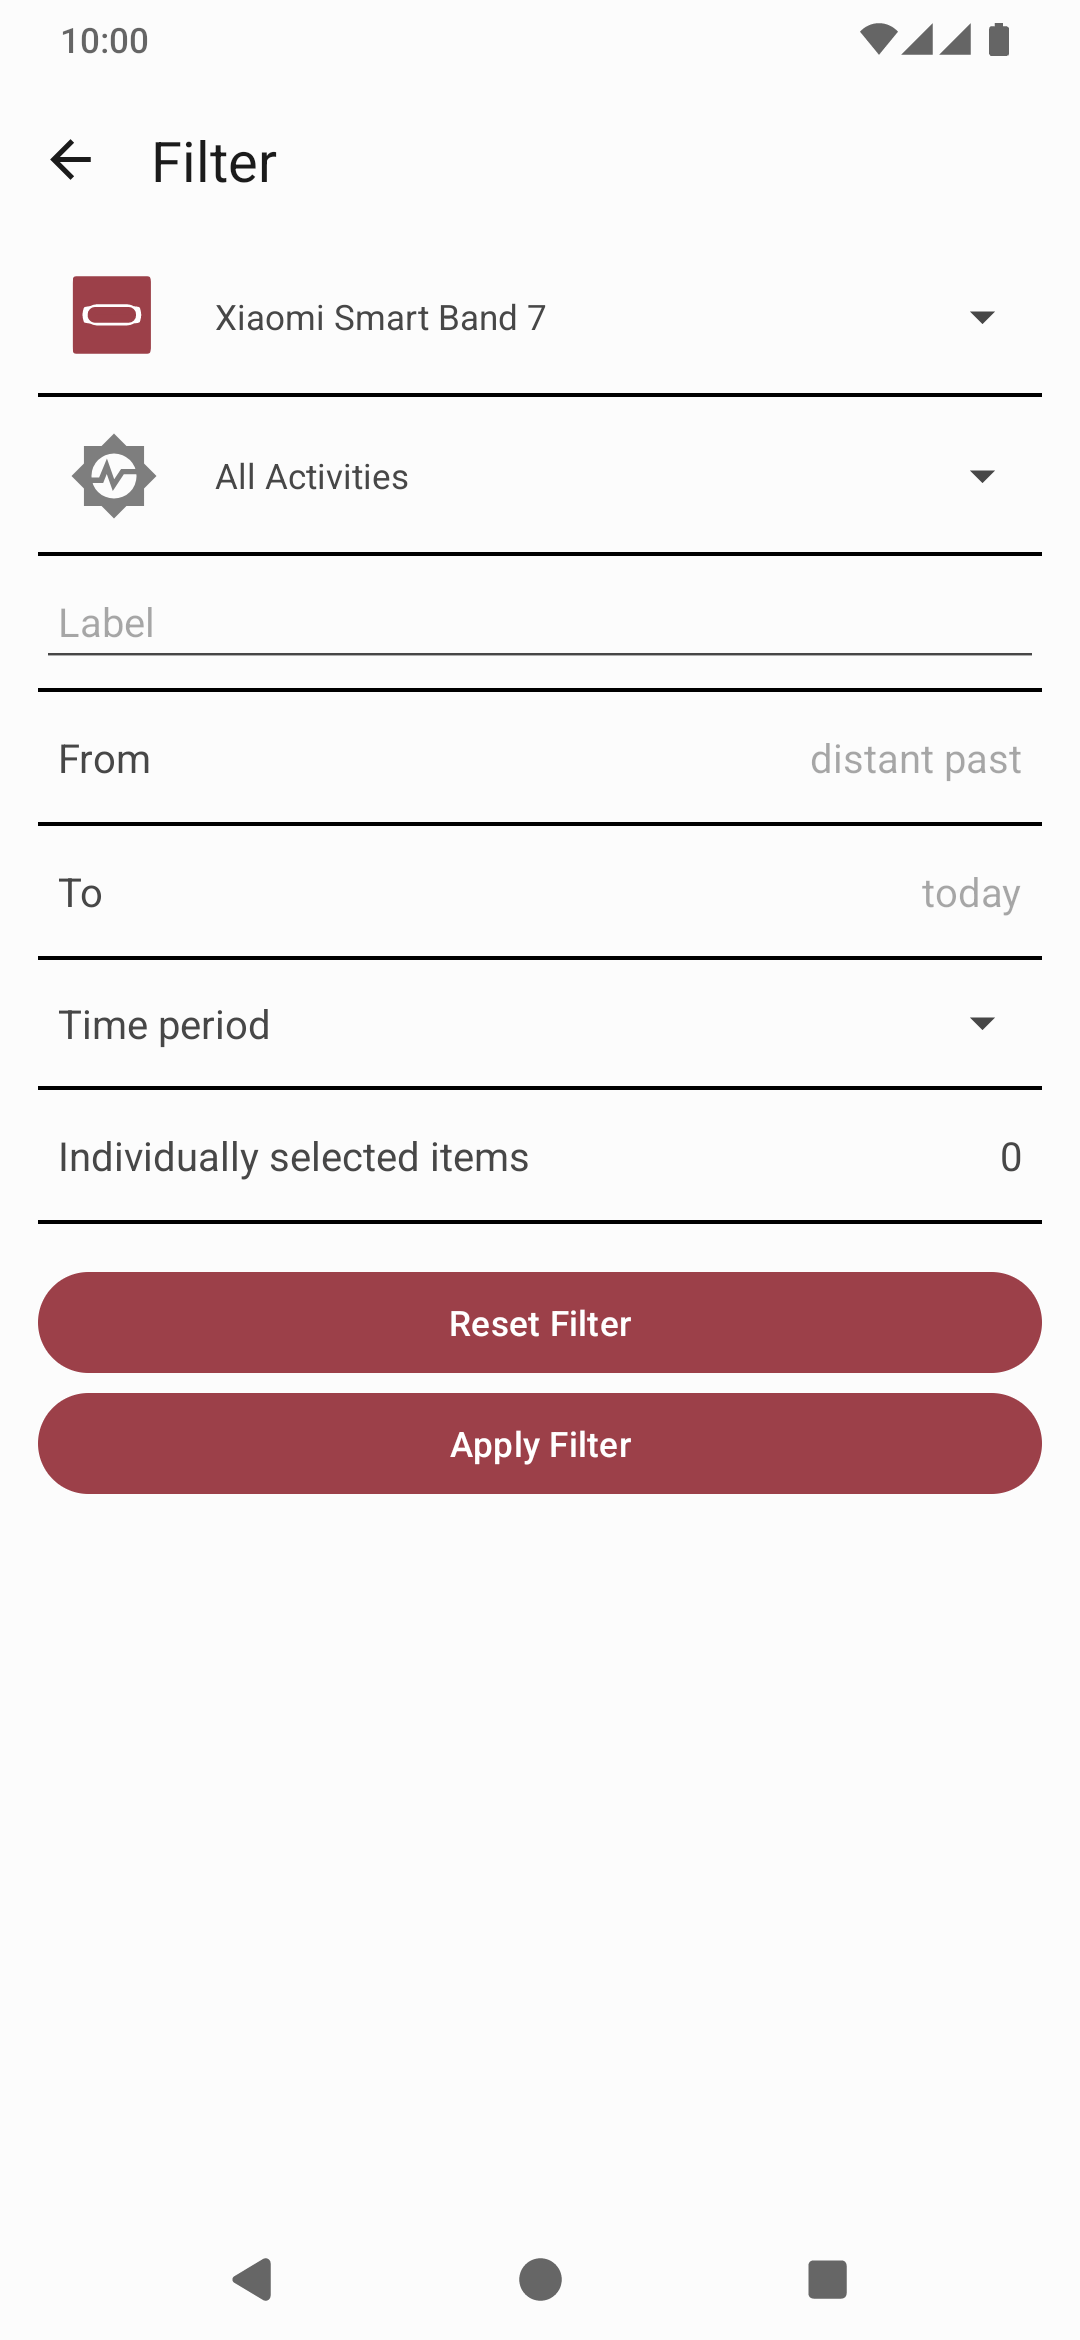 10:00
Filter
Xiaomi Smart Band 7
All Activities
Label
From distant past
To today
Time period
Individually selected items 0
Reset Filter
Apply Filter